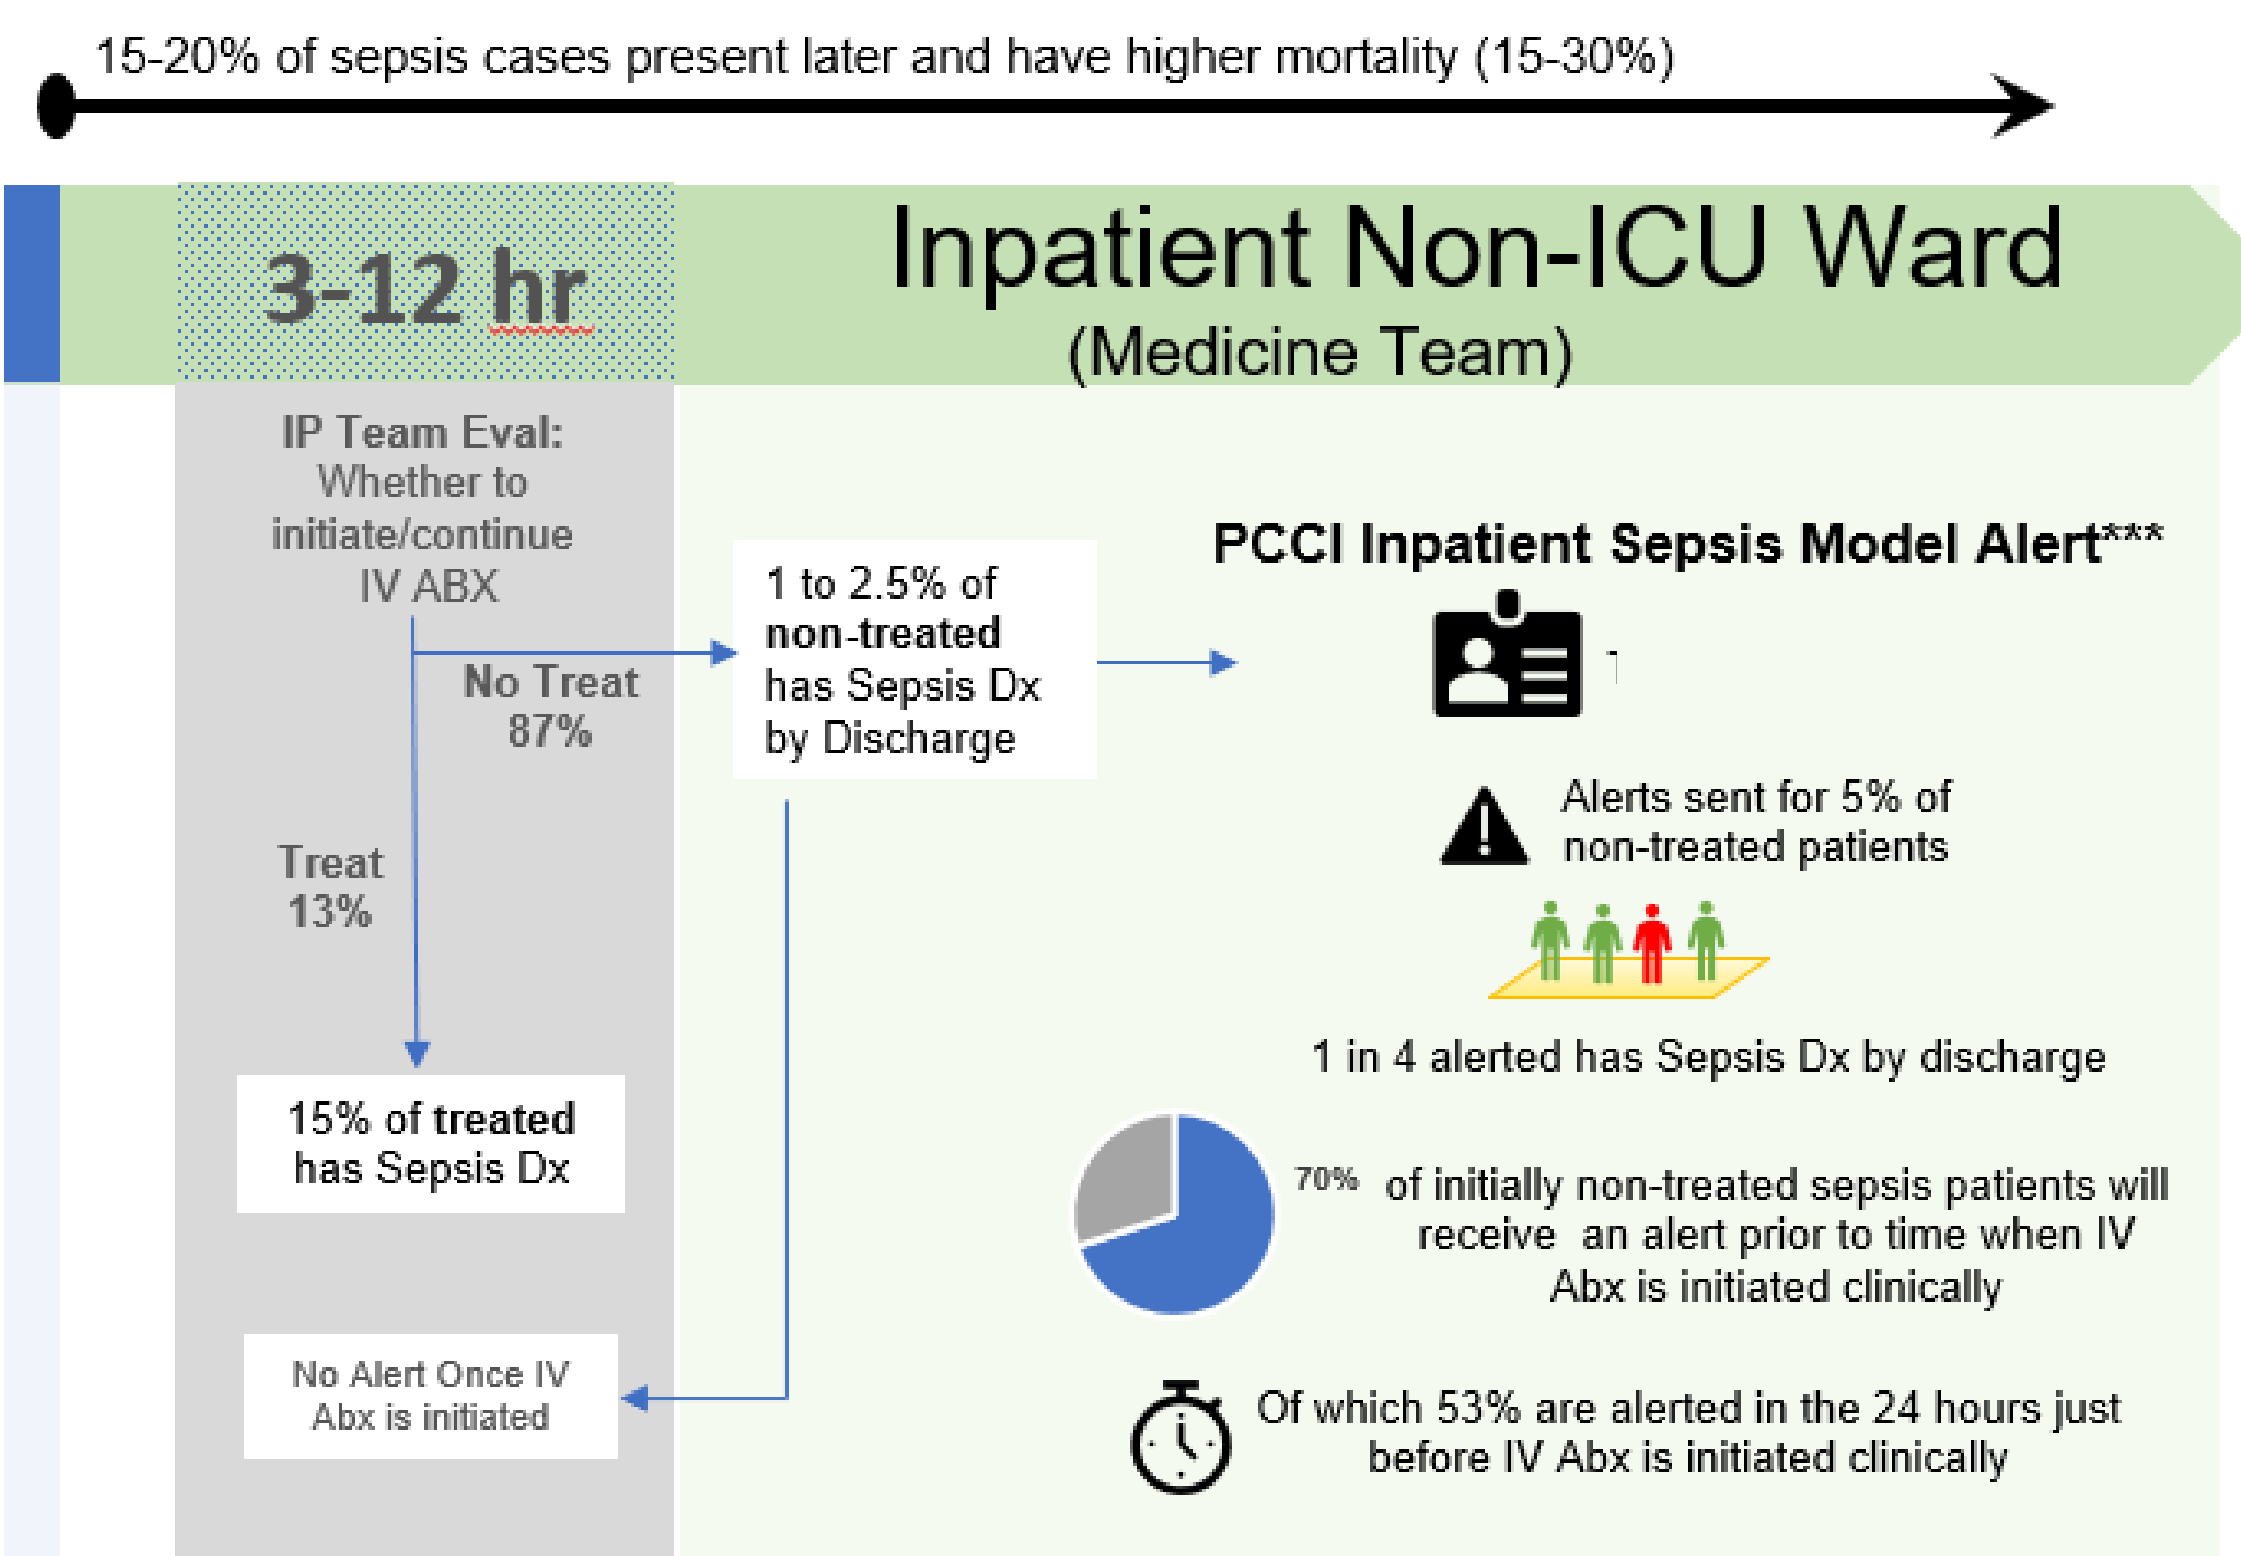 15-20% of sepsis cases present later and have higher mortality (15-30%)
3-12 hr
Inpatient Non-ICU Ward
(Medicine Team)
IP Team Eval:
Whether to
initiate/continue
IV ABX
No Treat
87%
Treat
13%
15% of treated
has Sepsis Dx
No Alert Once IV
Abx is initiated
1 to 2.5% of
non-treated
has Sepsis Dx
by Discharge
PCCI Inpatient Sepsis Model Alert***
Alerts sent for 5% of
non-treated patients
1 in 4 alerted has Sepsis Dx by discharge
70% of initially non-treated sepsis patients will
receive an alert prior to time when IV
Abx is initiated clinically
Of which 53% are alerted in the 24 hours just
before IV Abx is initiated clinically